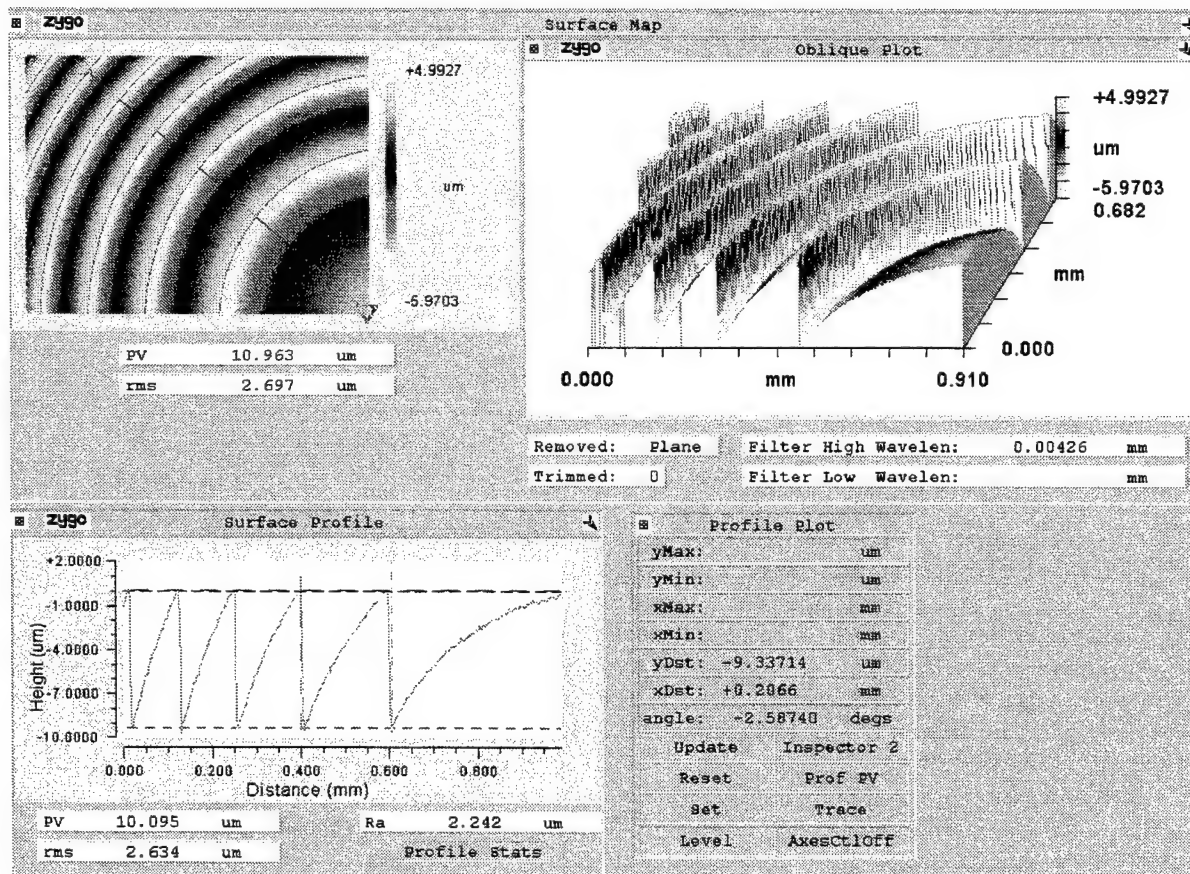 zygo
Surface Map
+4.9927
um
-5.9703
PV 10.963 um
rms 2.697 um
zygo
Oblique Plot
+4.9927
um
-5.9703
0.682
mm
0.000
0.000 mm 0.910
Removed: Plane
Filter High Wavelen: 0.00426 mm
Trimmed: 0
Filter Low Wavelen: mm
zygo
Surface Profile
+2.0000
-1.0000
-4.0000
-7.0000
-10.0000
Height (um)
0.000 0.200 0.400 0.600 0.800
Distance (mm)
PV 10.095 um
Ra 2.242 um
rms 2.634 um
Profile Stats
Profile Plot
yMax: um
yMin: um
xMax: mm
xMin: mm
yDst: -9.33714 um
xDst: +0.2066 mm
angle: -2.58740 degs
Update Inspector 2
Reset Prof PV
Set Trace
Level AxesCtlOff